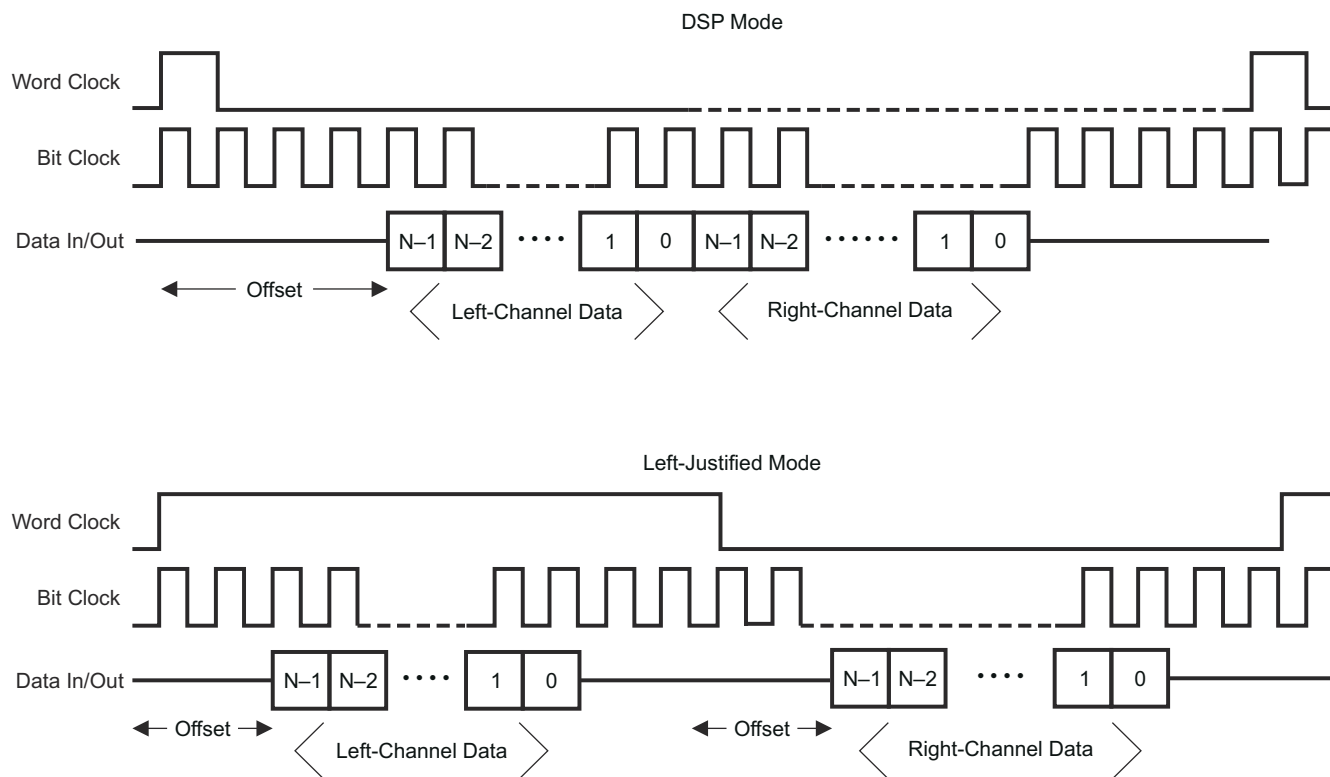 DSP Mode
Word Clock
Bit Clock
Data In/Out
N–1 N–2 ···· 1 0 N–1 N–2 ······ 1 0
Offset
Left-Channel Data
Right-Channel Data
Left-Justified Mode
Word Clock
Bit Clock
Data In/Out
N–1 N–2 ···· 1 0 N–1 N–2 ···· 1 0
Offset
Offset
Left-Channel Data
Right-Channel Data